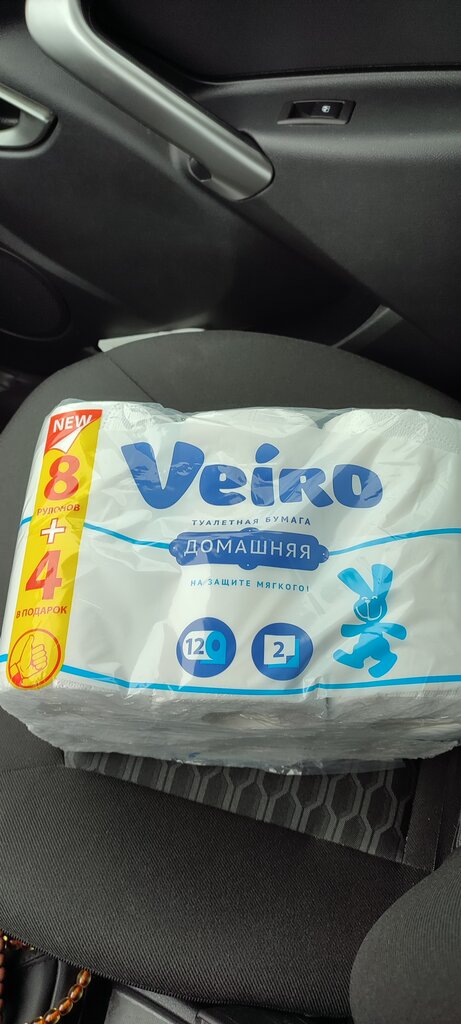 NEW
8
РУЛОНОВ
+
4
В ПОДАРОК
Veiro
ТУАЛЕТНАЯ БУМАГА
ДОМАШНЯЯ
НА ЗАЩИТЕ МЯГКОГО!
12
2